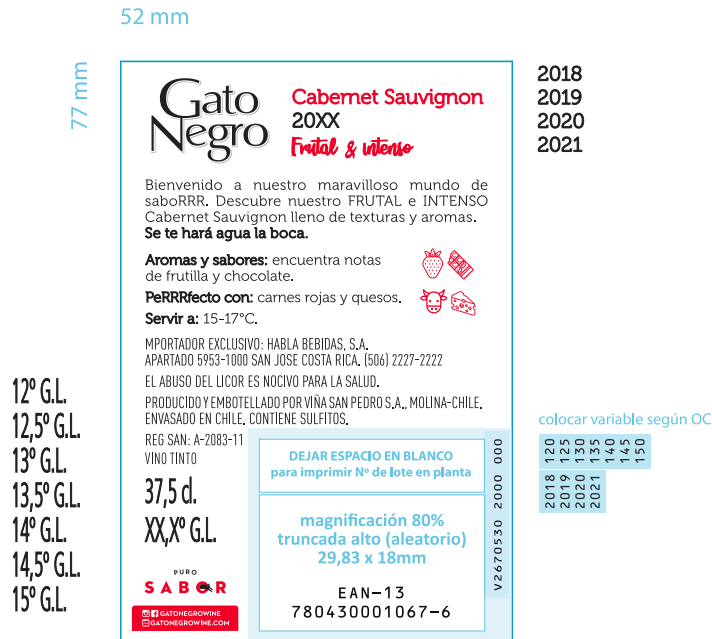 52 mm
77 mm
Gato
Negro
Cabernet Sauvignon
20XX
Frutal & intenso
2018
2019
2020
2021
Bienvenido a nuestro maravilloso mundo de
saboRRR. Descubre nuestro FRUTAL e INTENSO
Cabernet Sauvignon lleno de texturas y aromas.
Se te hará agua la boca.
Aromas y sabores: encuentra notas
de frutilla y chocolate.
PeRRRfecto con: carnes rojas y quesos.
Servir a: 15-17°C.
MPORTADOR EXCLUSIVO: HABLA BEBIDAS, S.A.
APARTADO 5953-1000 SAN JOSE COSTA RICA. (506) 2227-2222
EL ABUSO DEL LICOR ES NOCIVO PARA LA SALUD.
PRODUCIDO Y EMBOTELLADO POR VIÑA SAN PEDRO S.A., MOLINA-CHILE.
ENVASADO EN CHILE. CONTIENE SULFITOS.
REG SAN: A-2083-11
VINO TINTO
37,5 cl.
XX,Xº G.L.
PURO
SABOR
GATONEGROWINE
GATONEGROWINE.COM
DEJAR ESPACIO EN BLANCO
para imprimir Nº de lote en planta
magnificación 80%
truncada alto (aleatorio)
29,83 x 18mm
EAN-13
780430001067-6
V2670530 2000 000
12º G.L.
12,5º G.L.
13º G.L.
13,5º G.L.
14º G.L.
14,5º G.L.
15º G.L.
colocar variable según OC
120
125
130
135
140
145
150
2018
2019
2020
2021